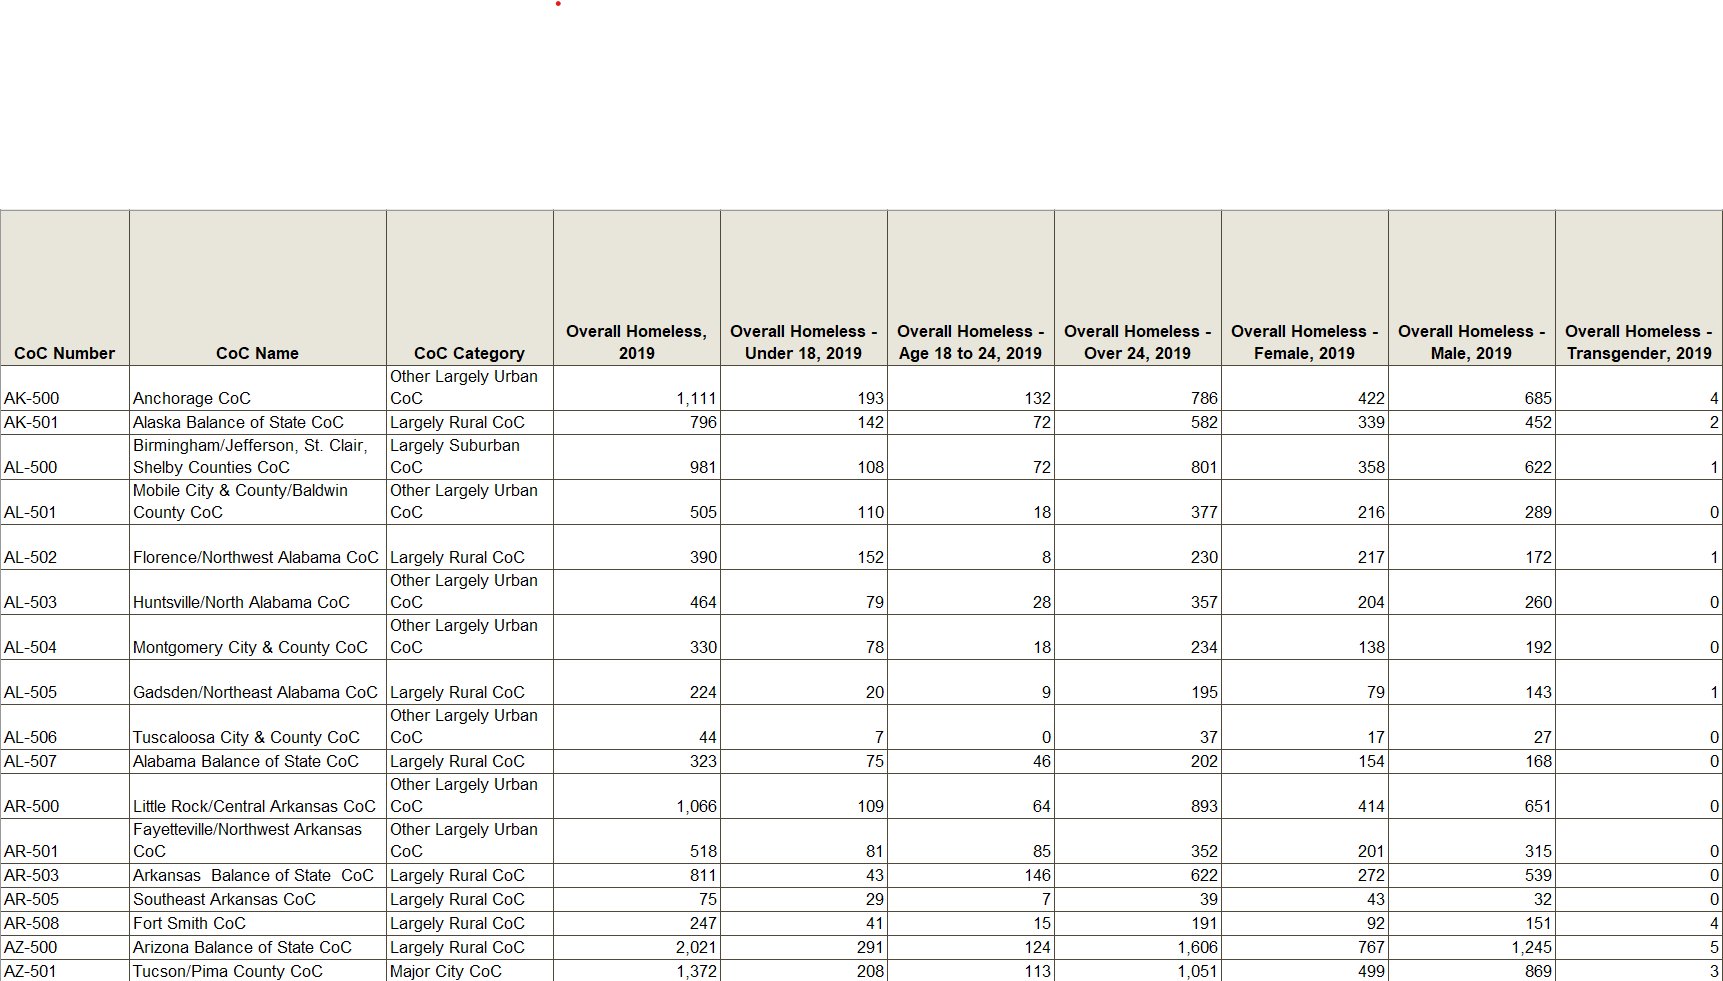 CoC Number	CoC Name	CoC Category	Overall Homeless, 2019	Overall Homeless - Under 18, 2019	Overall Homeless - Age 18 to 24, 2019	Overall Homeless - Over 24, 2019	Overall Homeless - Female, 2019	Overall Homeless - Male, 2019	Overall Homeless - Transgender, 2019
AK-500	Anchorage CoC	Other Largely Urban CoC	1,111	193	132	786	422	685	4
AK-501	Alaska Balance of State CoC	Largely Rural CoC	796	142	72	582	339	452	2
AL-500	Birmingham/Jefferson, St. Clair, Shelby Counties CoC	Largely Suburban CoC	981	108	72	801	358	622	1
AL-501	Mobile City & County/Baldwin County CoC	Other Largely Urban CoC	505	110	18	377	216	289	0
AL-502	Florence/Northwest Alabama CoC	Largely Rural CoC	390	152	8	230	217	172	1
AL-503	Huntsville/North Alabama CoC	Other Largely Urban CoC	464	79	28	357	204	260	0
AL-504	Montgomery City & County CoC	Other Largely Urban CoC	330	78	18	234	138	192	0
AL-505	Gadsden/Northeast Alabama CoC	Largely Rural CoC	224	20	9	195	79	143	1
AL-506	Tuscaloosa City & County CoC	Other Largely Urban CoC	44	7	0	37	17	27	0
AL-507	Alabama Balance of State CoC	Largely Rural CoC	323	75	46	202	154	168	0
AR-500	Little Rock/Central Arkansas CoC	Other Largely Urban CoC	1,066	109	64	893	414	651	0
AR-501	Fayetteville/Northwest Arkansas CoC	Other Largely Urban CoC	518	81	85	352	201	315	0
AR-503	Arkansas  Balance of State  CoC	Largely Rural CoC	811	43	146	622	272	539	0
AR-505	Southeast Arkansas CoC	Largely Rural CoC	75	29	7	39	43	32	0
AR-508	Fort Smith CoC	Largely Rural CoC	247	41	15	191	92	151	4
AZ-500	Arizona Balance of State CoC	Largely Rural CoC	2,021	291	124	1,606	767	1,245	5
AZ-501	Tucson/Pima County CoC	Major City CoC	1,372	208	113	1,051	499	869	3